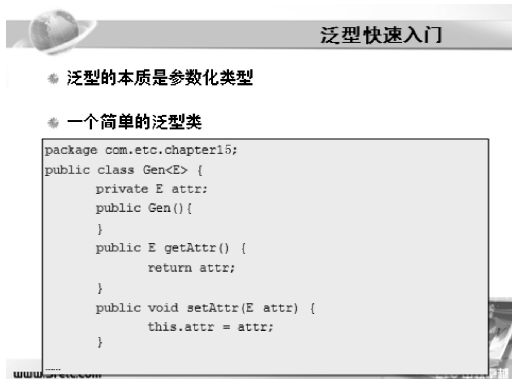 泛型快速入门
泛型的本质是参数化类型
一个简单的泛型类
package com.etc.chapter15;
public class Gen<E> {
private E attr;
public Gen(){
}
public E getAttr() {
return attr;
}
public void setAttr(E attr) {
this.attr = attr;
}
……